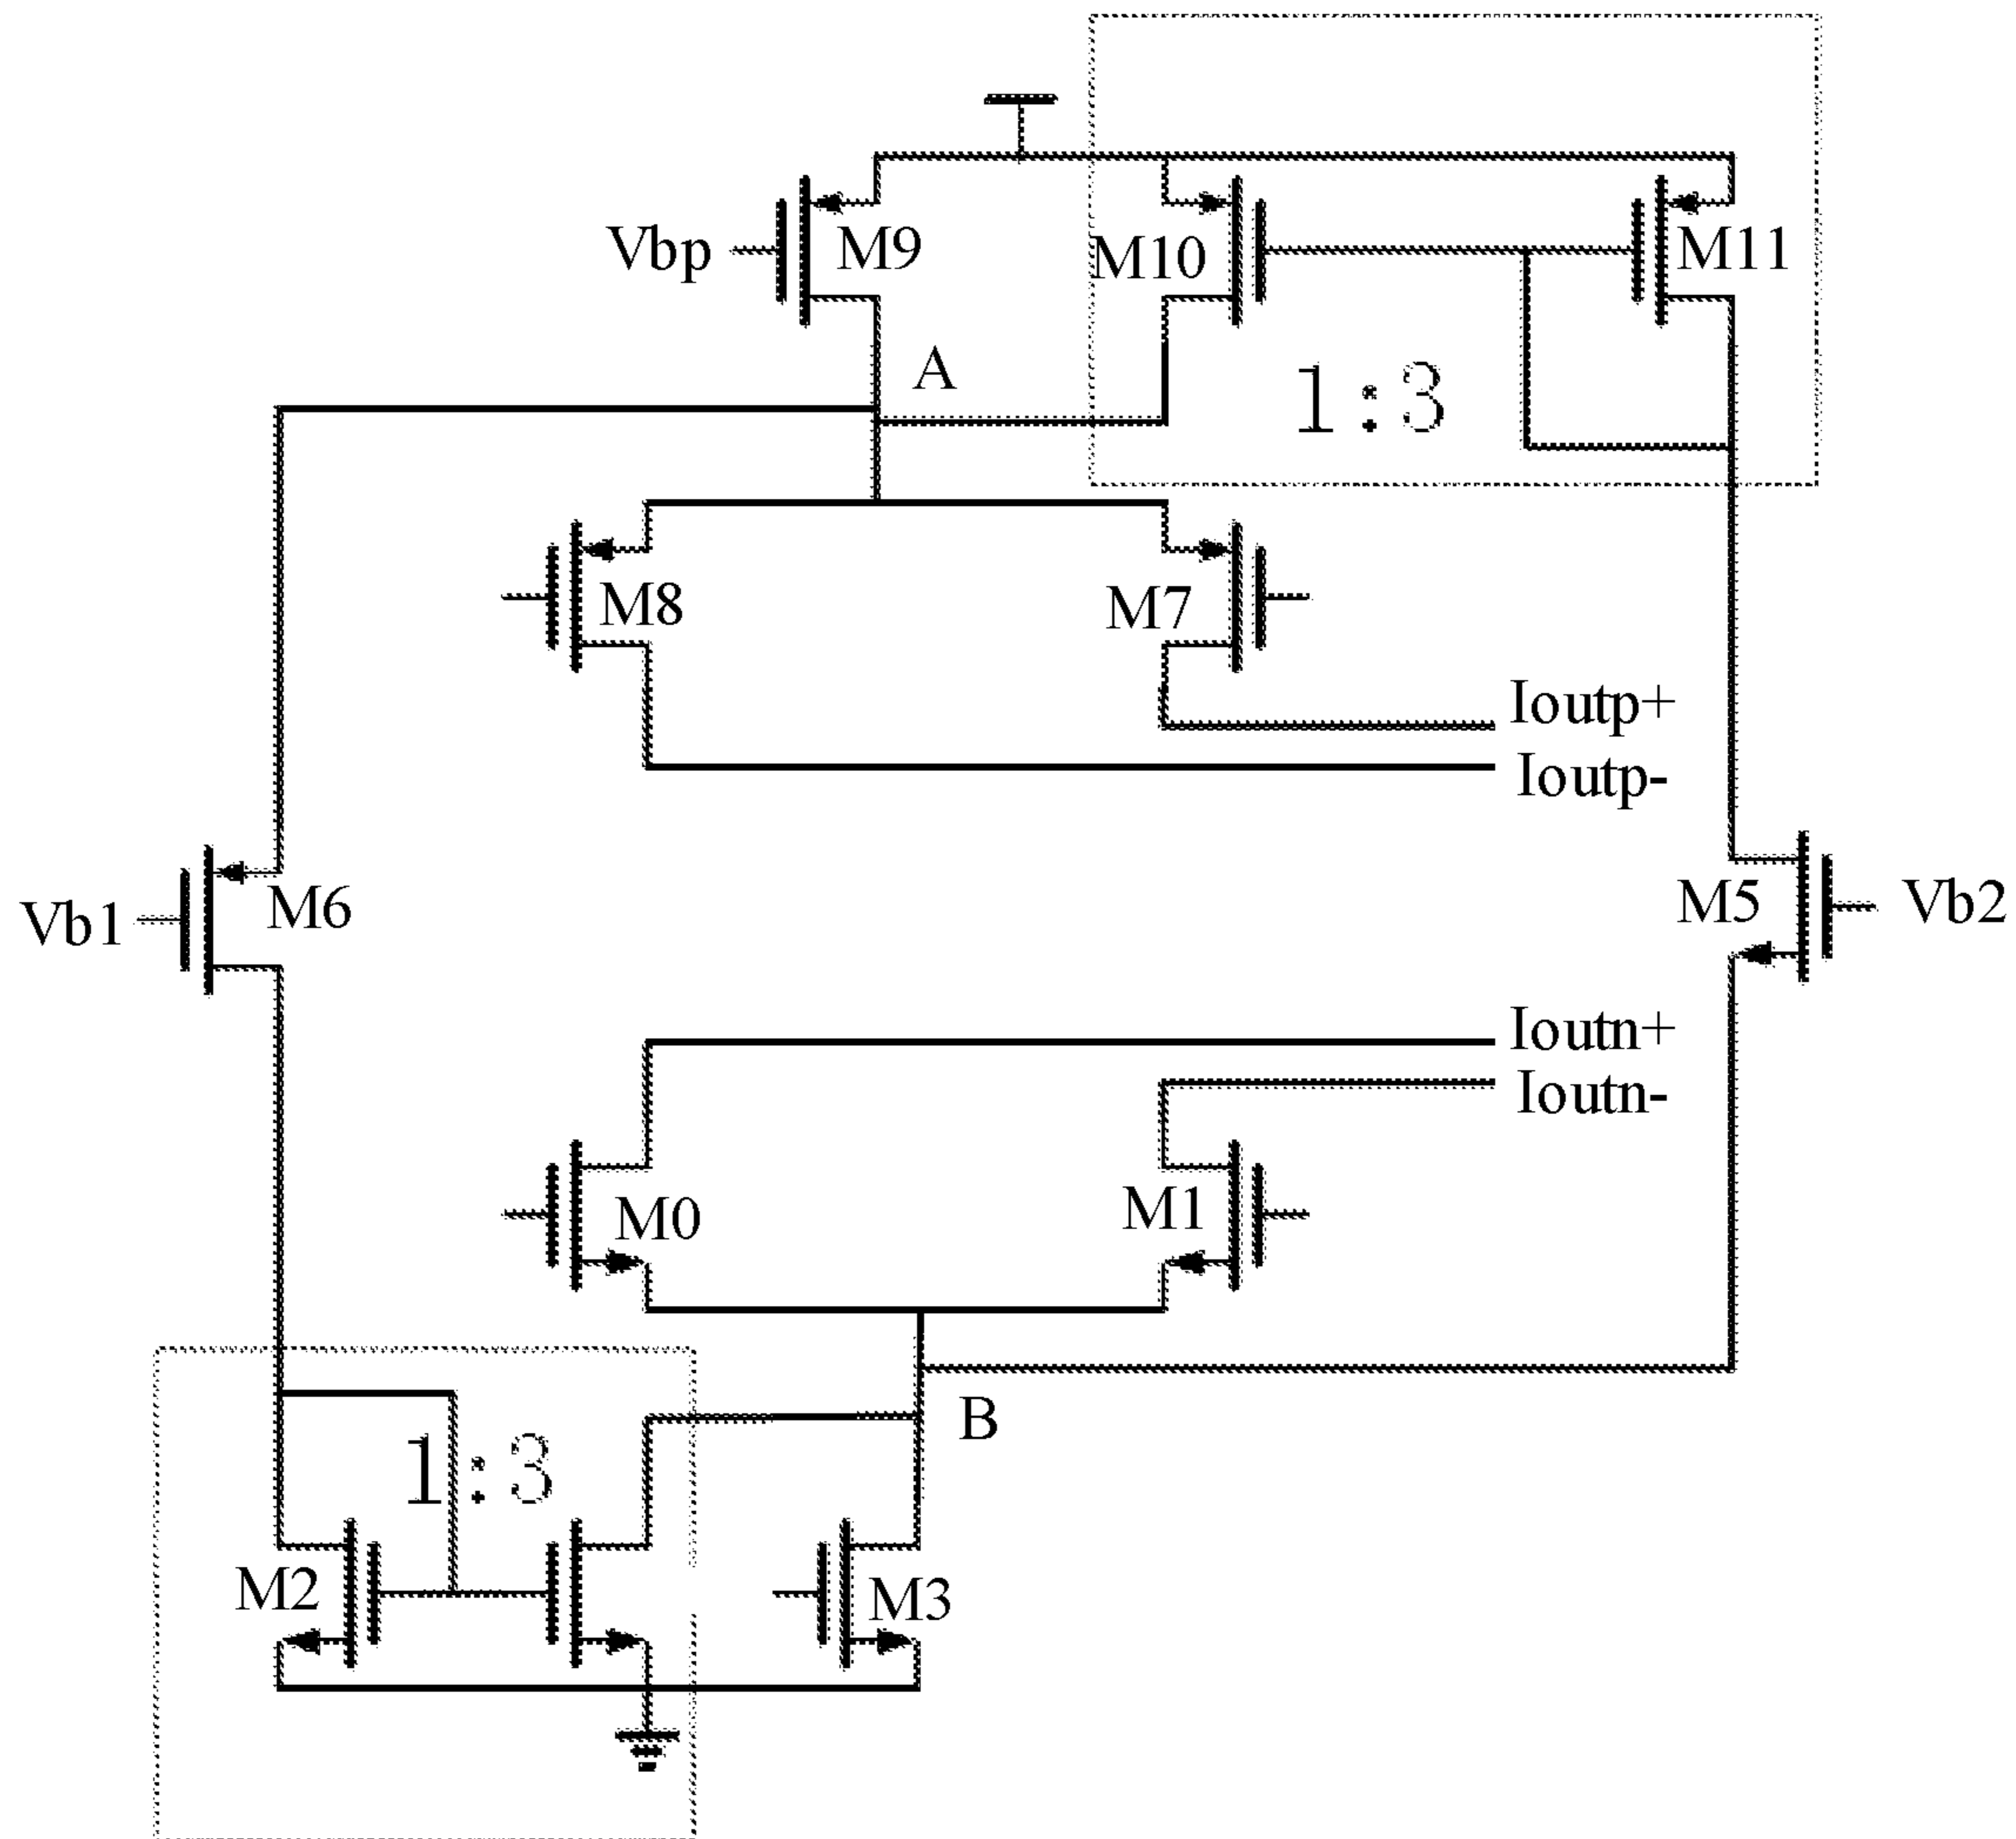 Vbp
M9
M10
M11
A
1:3
M8
M7
Ioutp+
Ioutp-
Vb1
M6
M5
Vb2
Ioutn+
Ioutn-
M0
M1
B
1:3
M2
M3